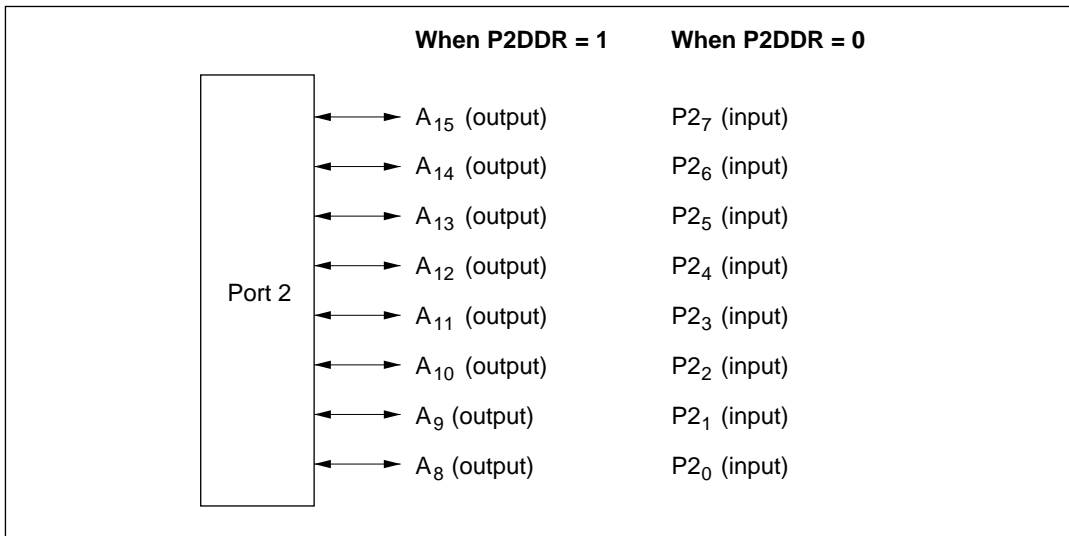 When P2DDR = 1 When P2DDR = 0
A15 (output) P27 (input)
A14 (output) P26 (input)
A13 (output) P25 (input)
A12 (output) P24 (input)
Port 2
A11 (output) P23 (input)
A10 (output) P22 (input)
A9 (output) P21 (input)
A8 (output) P20 (input)